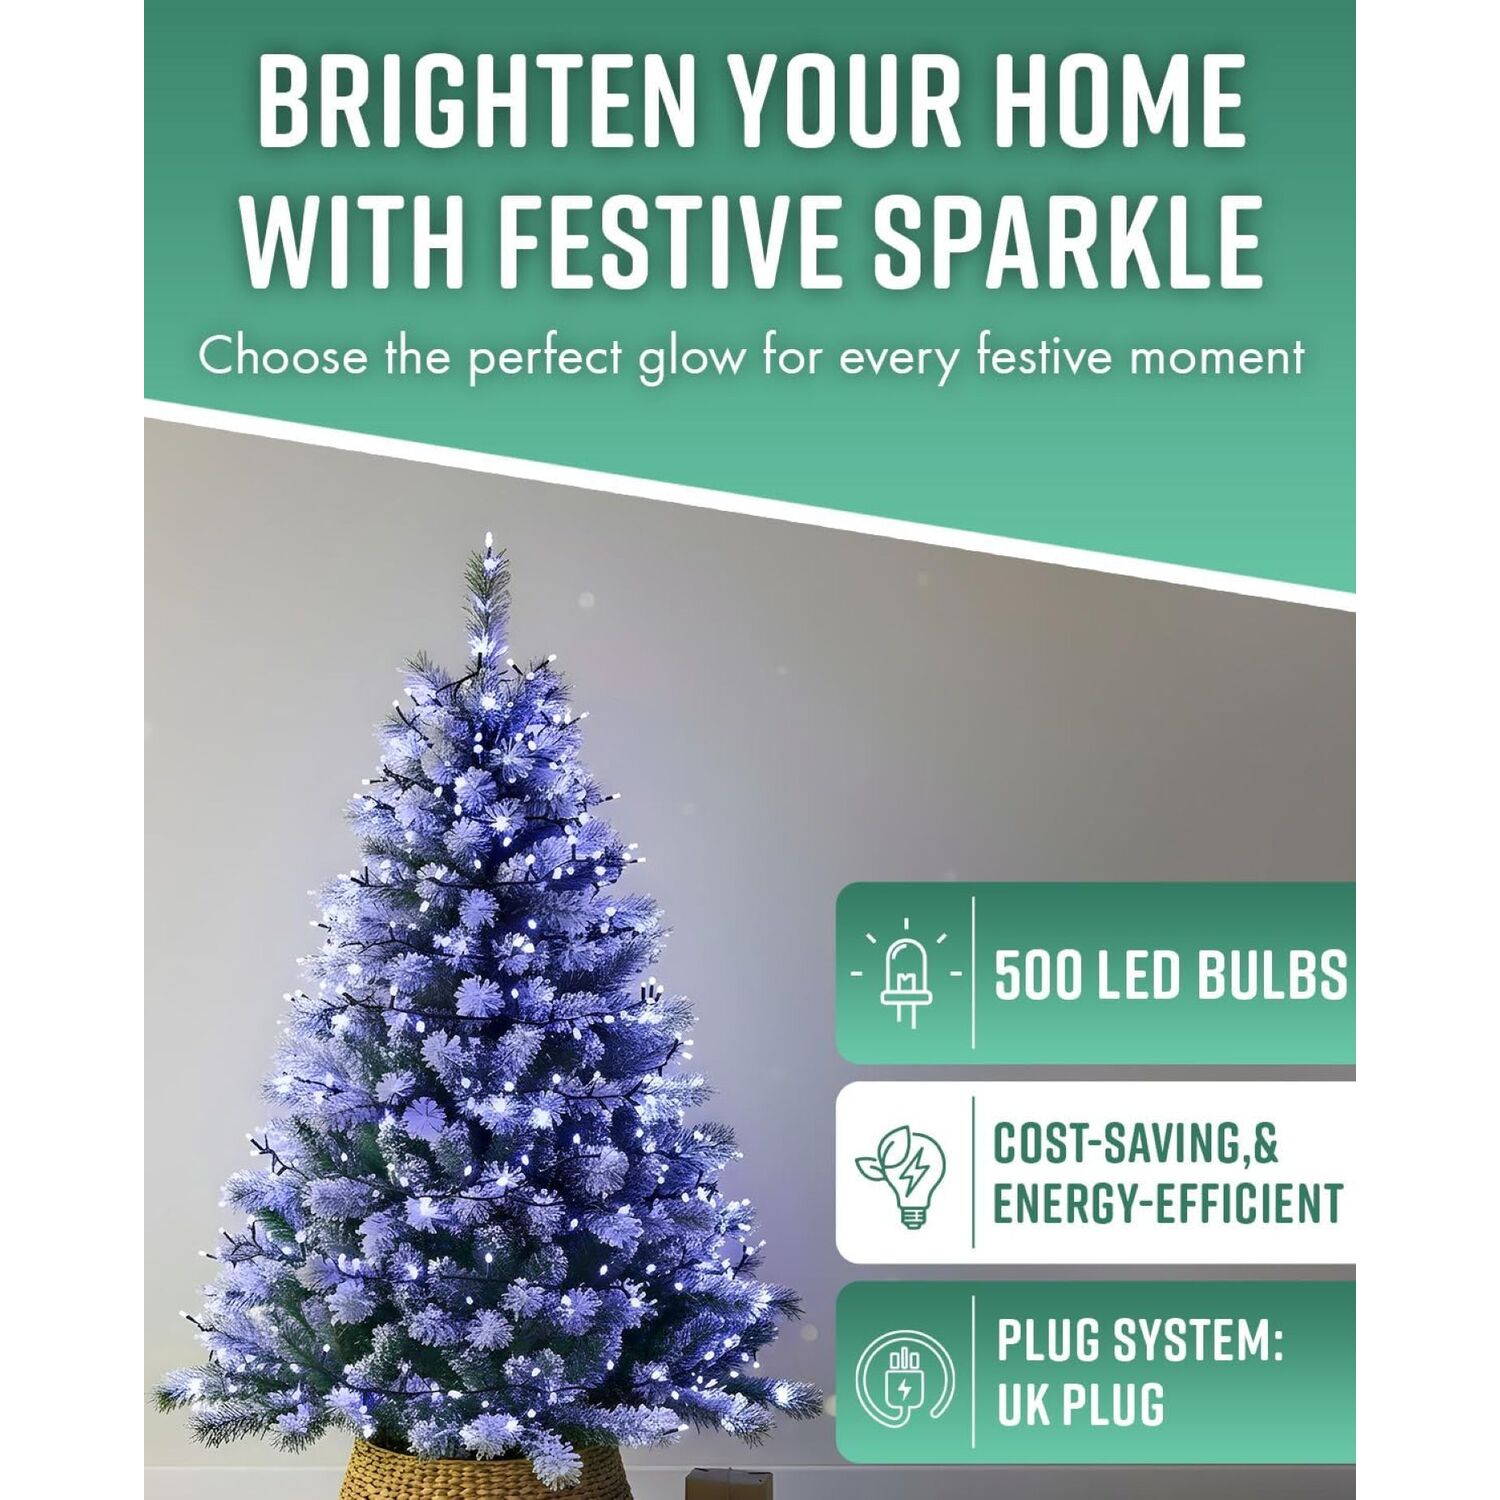 BRIGHTEN YOUR HOME
WITH FESTIVE SPARKLE
Choose the perfect glow for every festive moment
500 LED BULBS
COST-SAVING,&
ENERGY-EFFICIENT
PLUG SYSTEM:
UK PLUG